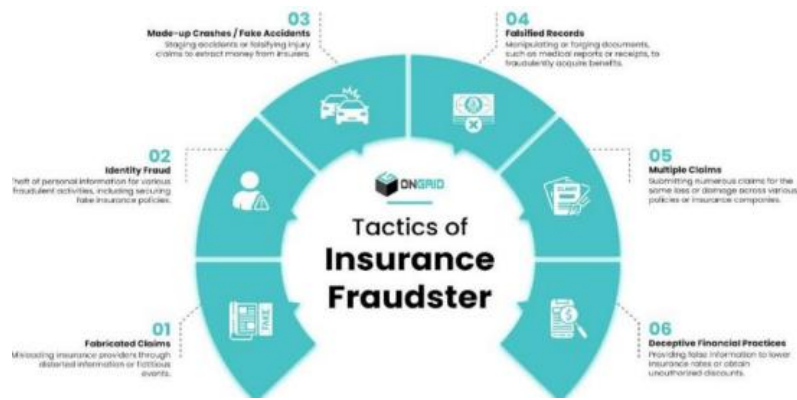 03
Made-up Crashes / Fake Accidents
Staging accidents or falsifying injury
claims to extract money from insurers.
04
Falsified Records
Manipulating or forging documents,
such as medical reports or receipts, to
fraudulently acquire benefits.
02
Identity Fraud
heft of personal information for various
fraudulent activities, including securing
fake insurance policies.
05
Multiple Claims
Submitting numerous claims for the
same loss or damage across various
policies or insurance companies.
CLAIM
ONGRID
Tactics of
Insurance
Fraudster
01
Fabricated Claims
Misleading insurance providers through
distorted information or fictitious
events.
FAKE
06
Deceptive Financial Practices
Providing false information to lower
insurance rates or obtain
unauthorized discounts.